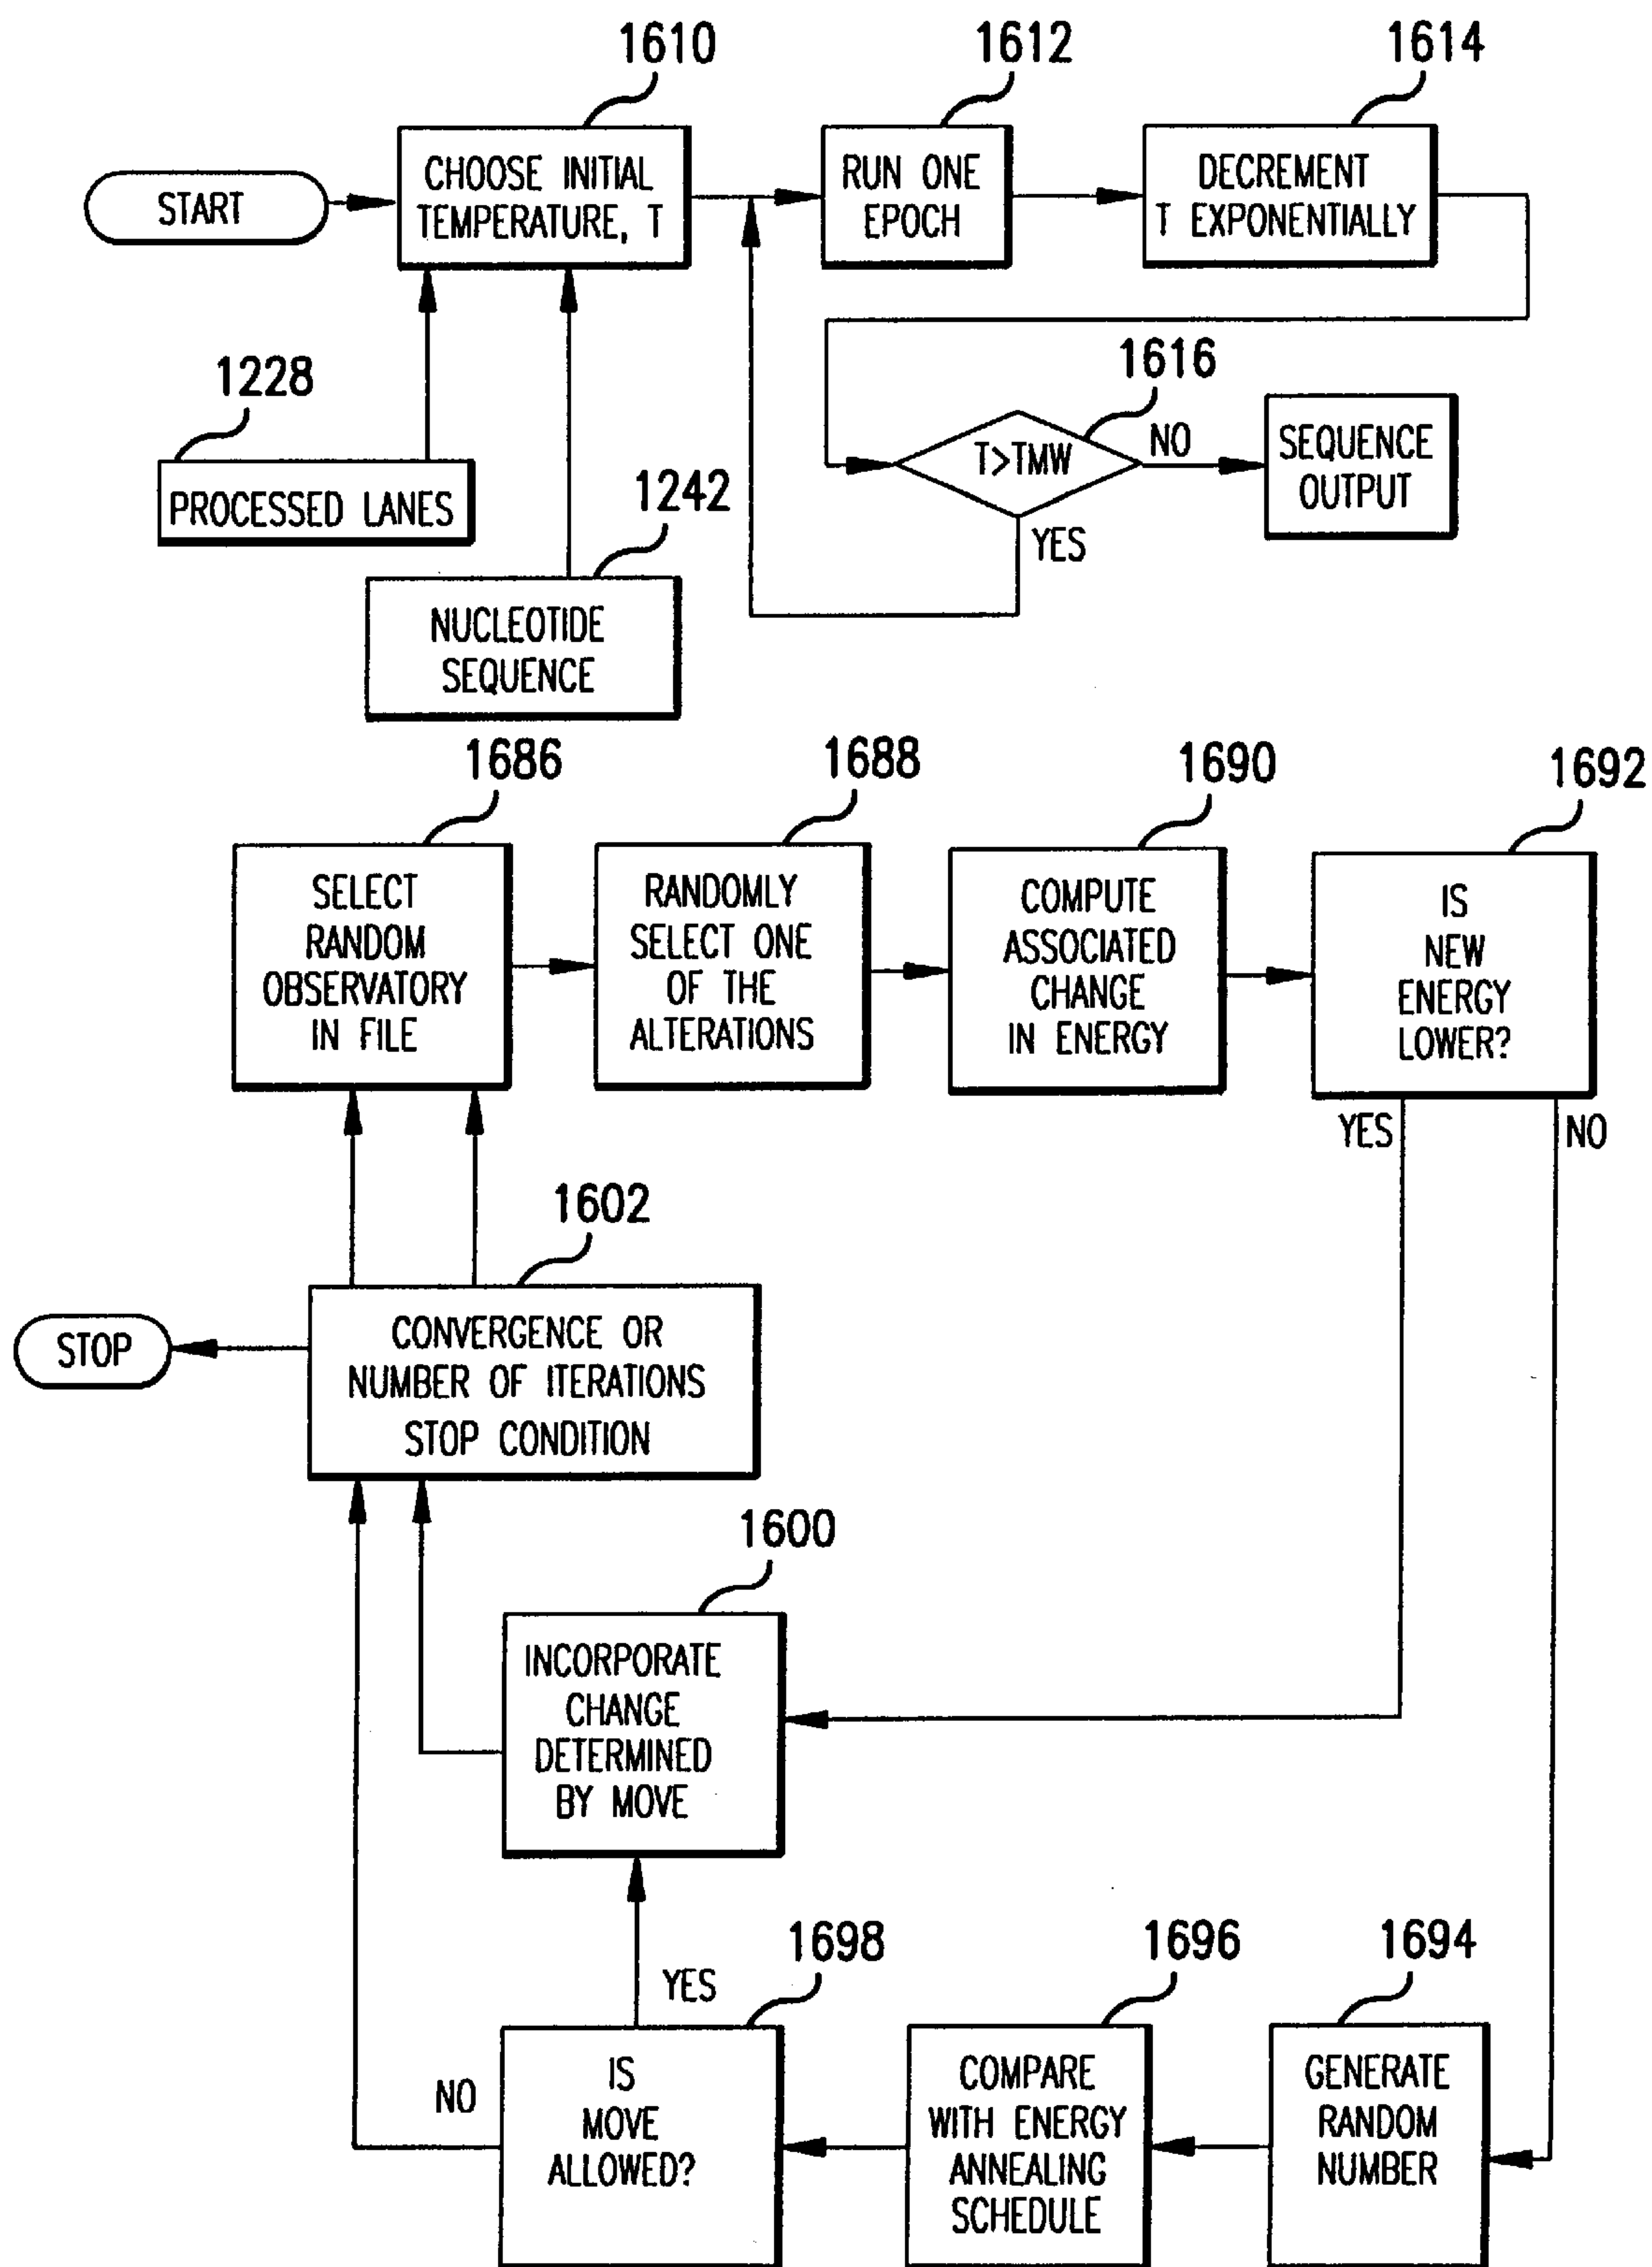 1610
1612
1614
START
CHOOSE INITIAL
TEMPERATURE, T
RUN ONE
EPOCH
DECREMENT
T EXPONENTIALLY
1228
PROCESSED LANES
1242
NUCLEOTIDE
SEQUENCE
1616
T>TMW
NO
YES
SEQUENCE
OUTPUT
1686
1688
1690
1692
SELECT
RANDOM
OBSERVATORY
IN FILE
RANDOMLY
SELECT ONE
OF THE
ALTERATIONS
COMPUTE
ASSOCIATED
CHANGE
IN ENERGY
IS
NEW
ENERGY
LOWER?
YES
NO
1602
STOP
CONVERGENCE OR
NUMBER OF ITERATIONS
STOP CONDITION
1600
INCORPORATE
CHANGE
DETERMINED
BY MOVE
YES
NO
1698
1696
1694
IS
MOVE
ALLOWED?
COMPARE
WITH ENERGY
ANNEALING
SCHEDULE
GENERATE
RANDOM
NUMBER